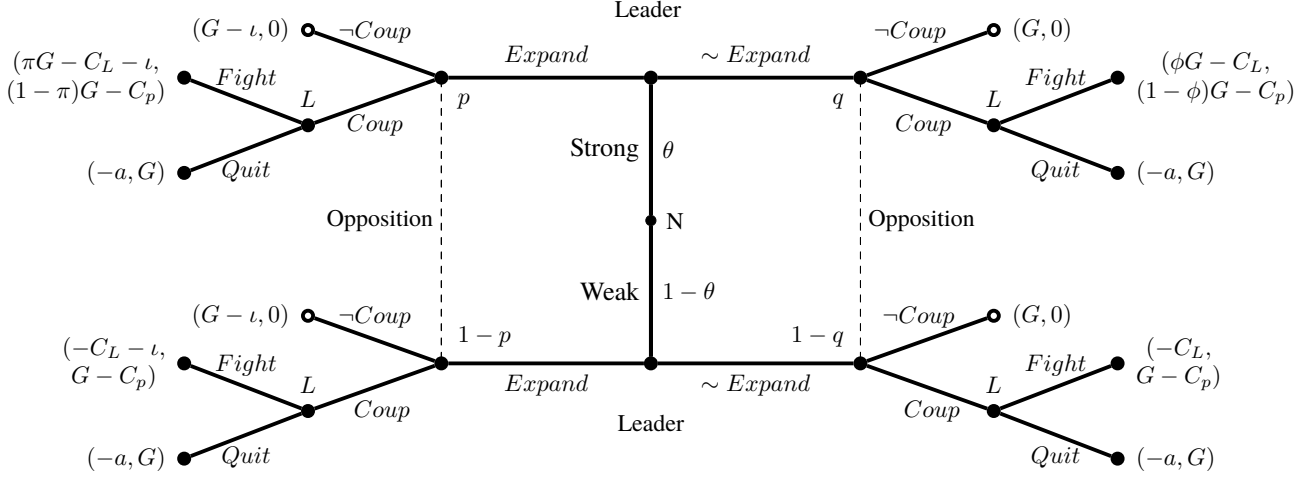 Leader
(G − ι, 0)
¬Coup
Expand
∼ Expand
¬Coup
(G, 0)
(πG − C_L − ι,
(1 − π)G − C_p)
Fight
L
Coup
p
q
Coup
L
Fight
(ϕG − C_L,
(1 − ϕ)G − C_p)
(−a, G)
Quit
Strong
θ
Quit
(−a, G)
Opposition
N
Opposition
Weak
1 − θ
(G − ι, 0)
¬Coup
1 − p
1 − q
¬Coup
(G, 0)
(−C_L − ι,
G − C_p)
Fight
L
Coup
Expand
∼ Expand
Coup
L
Fight
(−C_L,
G − C_p)
Leader
(−a, G)
Quit
Quit
(−a, G)